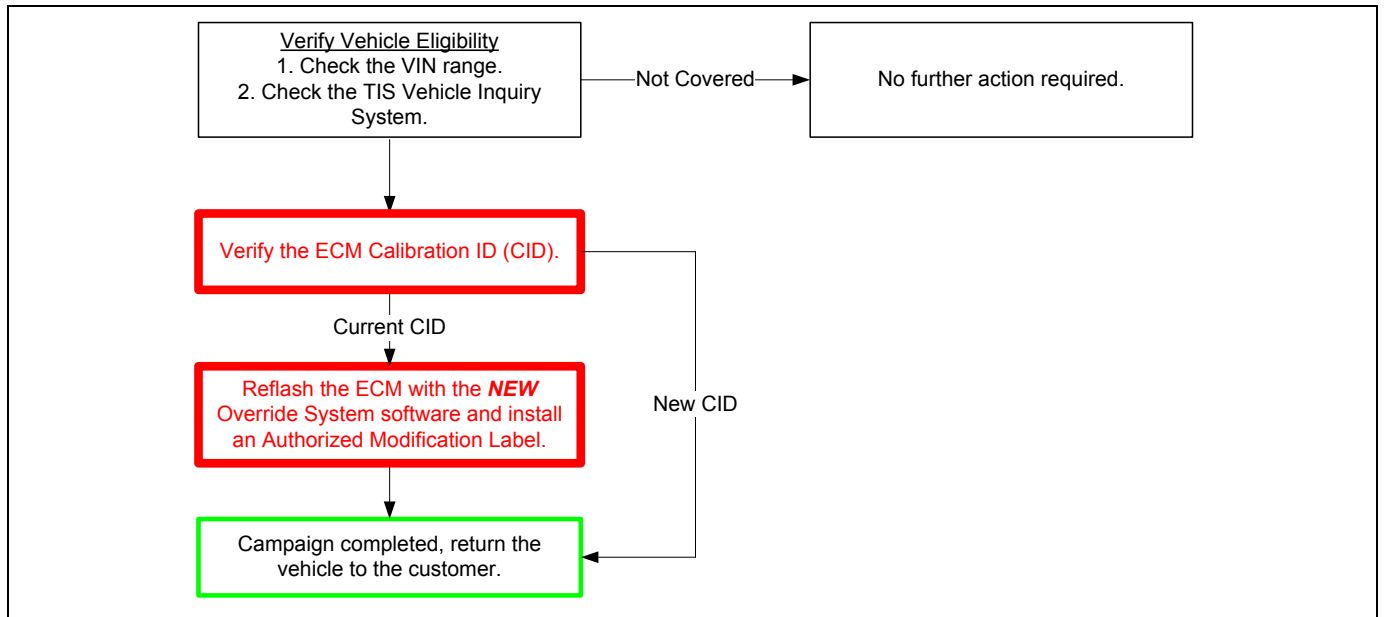 Verify Vehicle Eligibility
1. Check the VIN range.
2. Check the TIS Vehicle Inquiry
System.
Not Covered
No further action required.
Verify the ECM Calibration ID (CID).
Current CID
Reflash the ECM with the NEW
Override System software and install
an Authorized Modification Label.
New CID
Campaign completed, return the
vehicle to the customer.